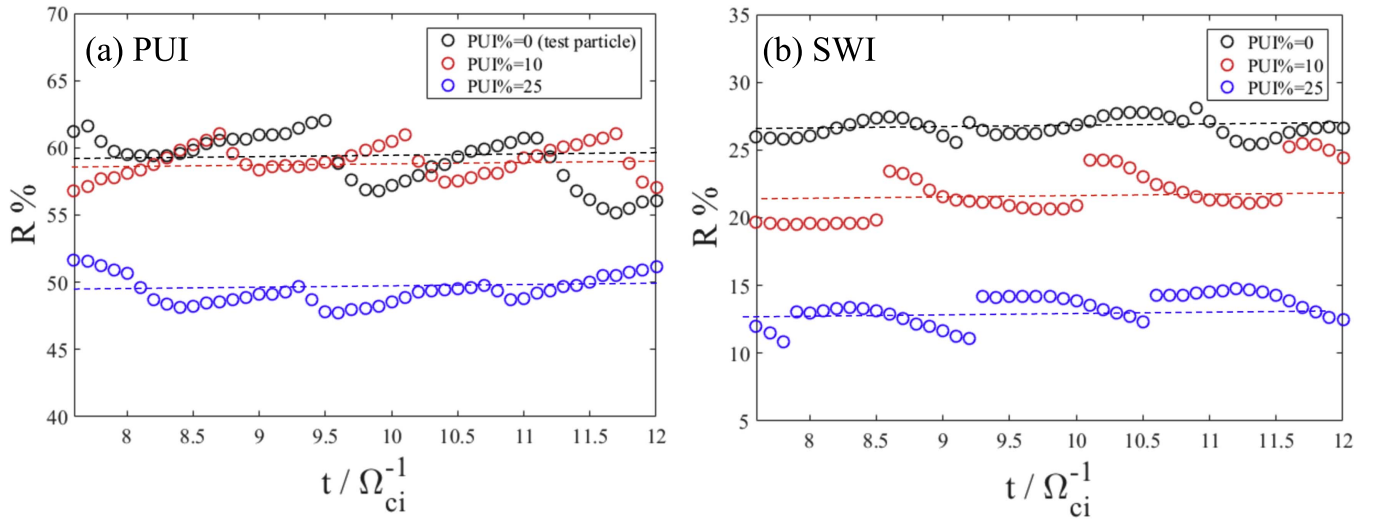 (a) PUI
PUI%=0 (test particle)
PUI%=10
PUI%=25
R %
70
65
60
55
50
45
40
8
8.5
9
9.5
10
10.5
11
11.5
12
t / Ω_ci^-1
(b) SWI
PUI%=0
PUI%=10
PUI%=25
R %
35
30
25
20
15
10
5
8
8.5
9
9.5
10
10.5
11
11.5
12
t / Ω_ci^-1